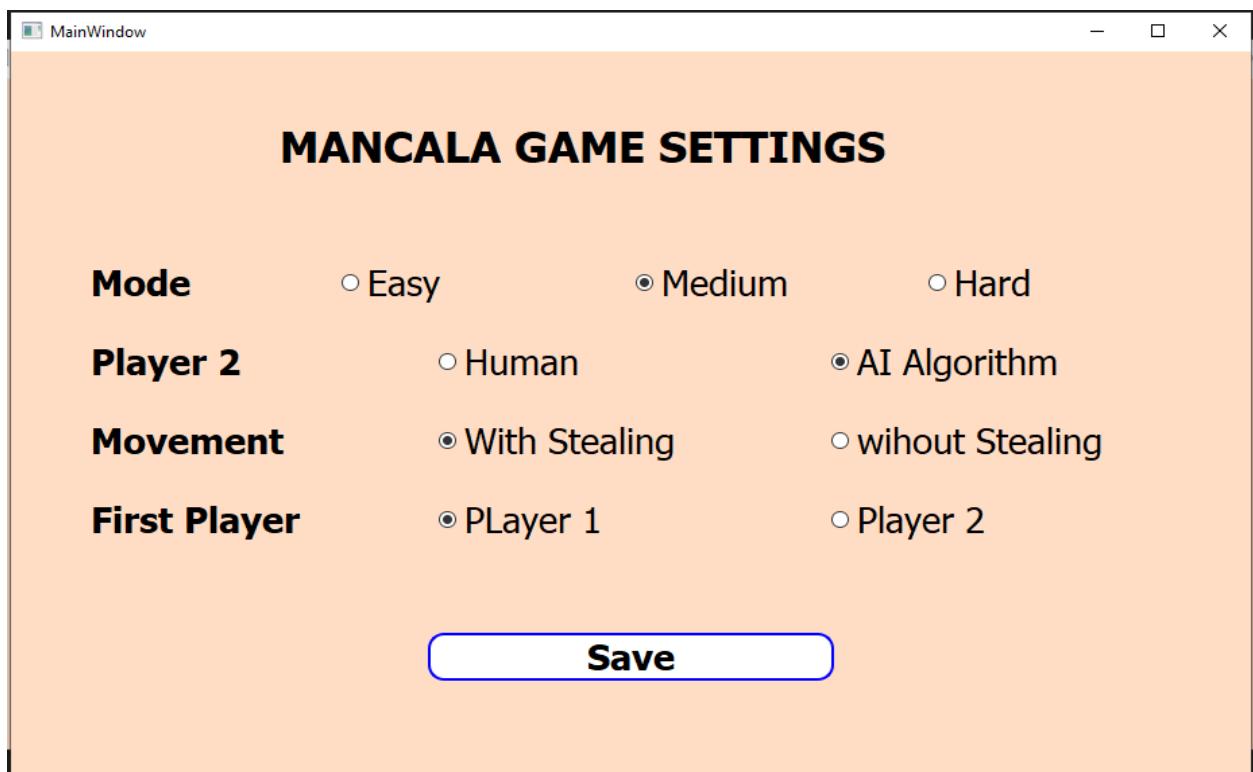 MainWindow
MANCALA GAME SETTINGS
Mode Easy Medium Hard
Player 2 Human AI Algorithm
Movement With Stealing wihout Stealing
First Player PLayer 1 Player 2
Save